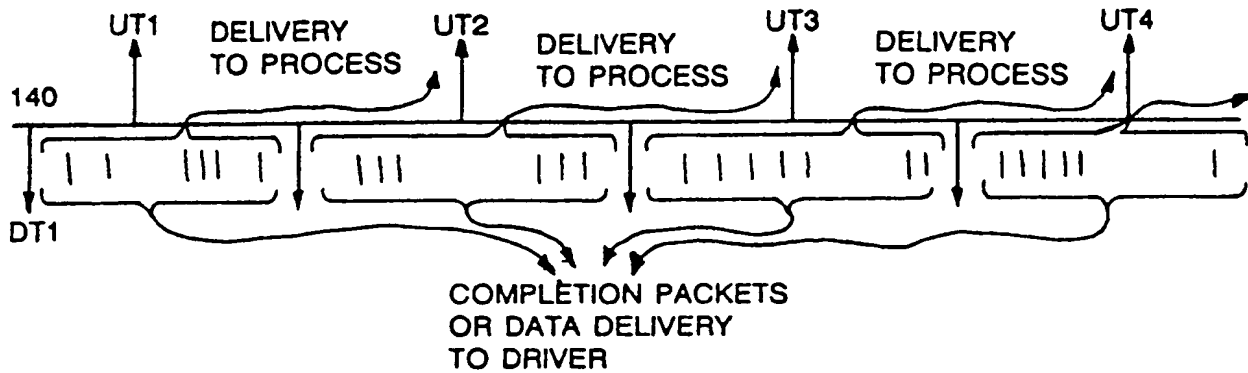 UT1
DELIVERY
TO PROCESS
UT2
DELIVERY
TO PROCESS
UT3
DELIVERY
TO PROCESS
UT4
140
DT1
COMPLETION PACKETS
OR DATA DELIVERY
TO DRIVER